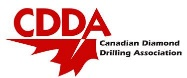 CDDA
Canadian Diamond
Drilling Association